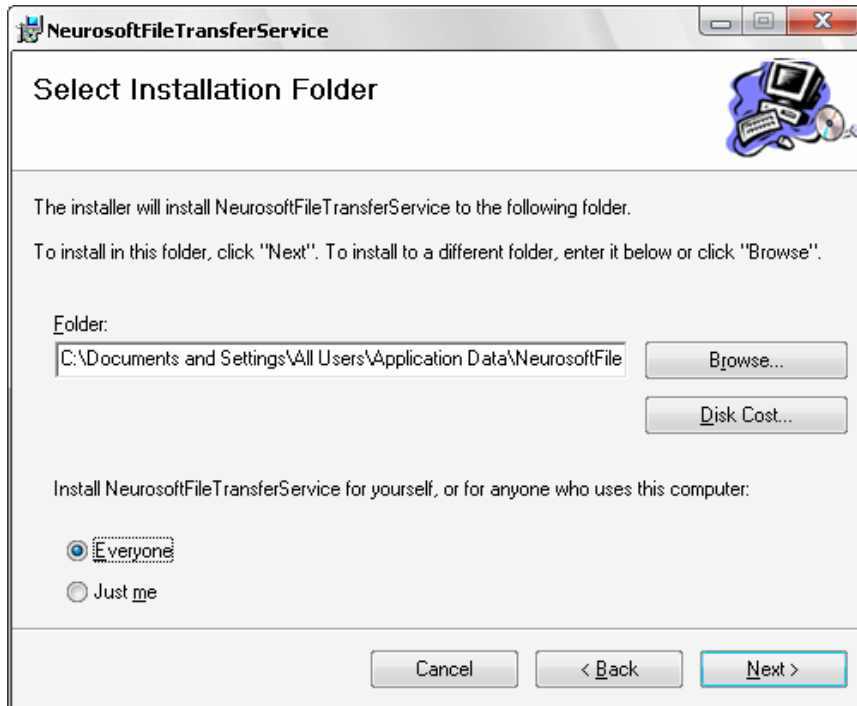 NeurosoftFileTransferService
Select Installation Folder
The installer will install NeurosoftFileTransferService to the following folder.
To install in this folder, click "Next". To install to a different folder, enter it below or click "Browse".
Folder:
C:\Documents and Settings\All Users\Application Data\NeurosoftFile
Browse...
Disk Cost...
Install NeurosoftFileTransferService for yourself, or for anyone who uses this computer:
Everyone
Just me
Cancel < Back Next >